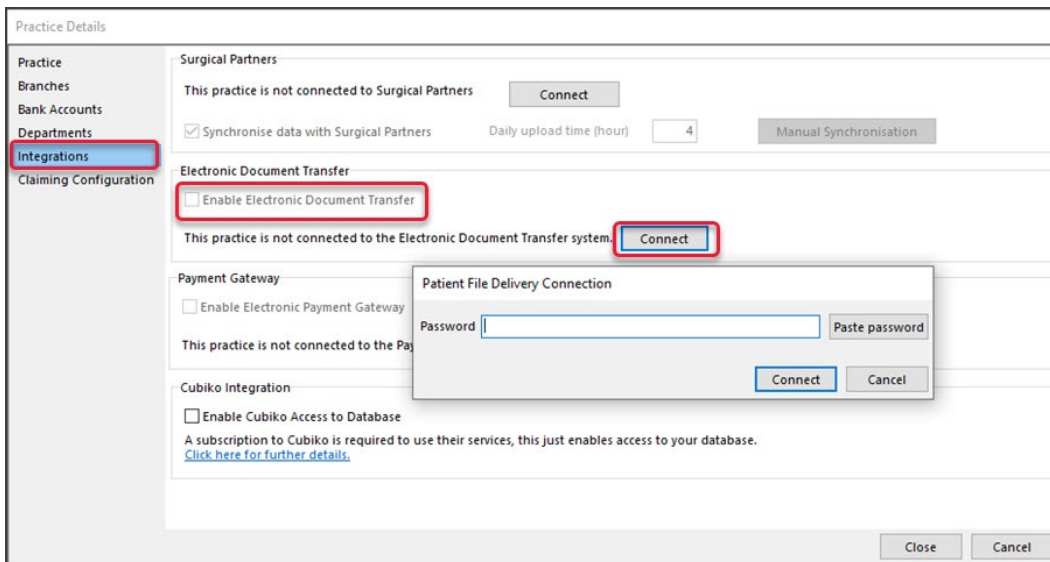 Practice Details
Practice
Branches
Bank Accounts
Departments
Integrations
Claiming Configuration
Surgical Partners
This practice is not connected to Surgical Partners
Connect
Synchronise data with Surgical Partners
Daily upload time (hour)
4
Manual Synchronisation
Electronic Document Transfer
Enable Electronic Document Transfer
This practice is not connected to the Electronic Document Transfer system.
Connect
Payment Gateway
Enable Electronic Payment Gateway
This practice is not connected to the Pay
Patient File Delivery Connection
Password
Paste password
Connect
Cancel
Cubiko Integration
Enable Cubiko Access to Database
A subscription to Cubiko is required to use their services, this just enables access to your database.
Click here for further details.
Close
Cancel